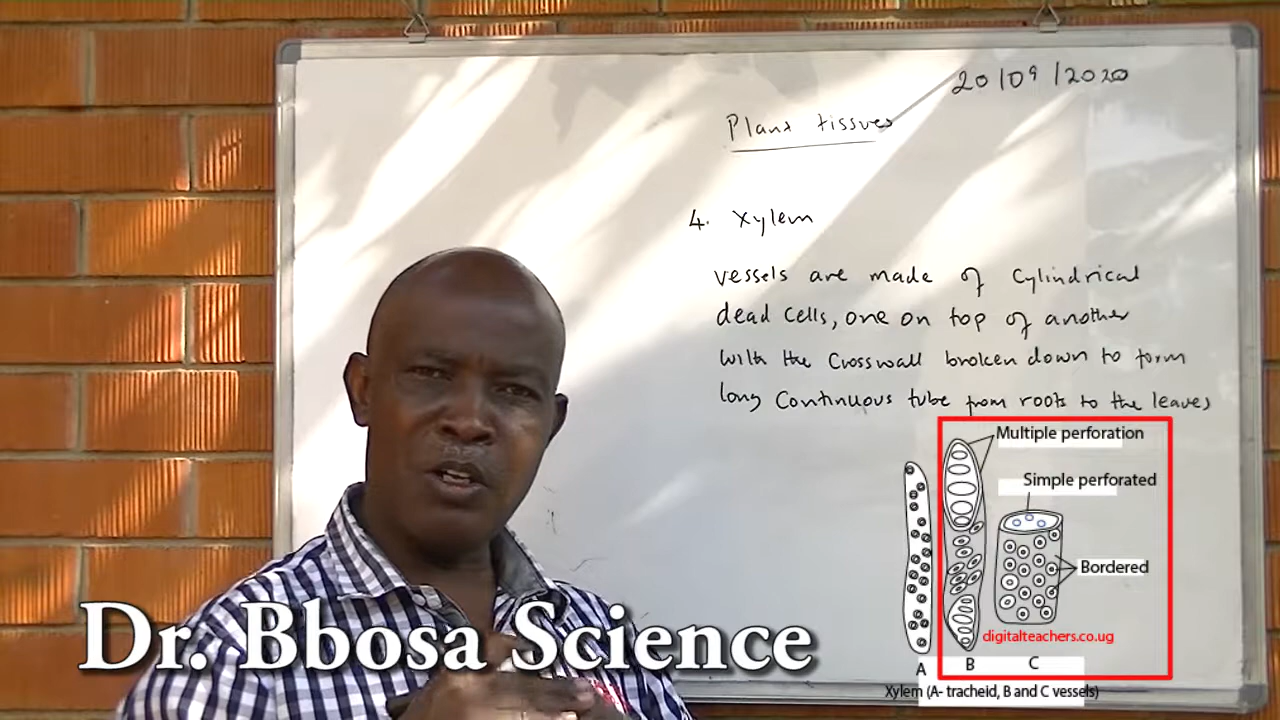 20/09/2020
Plant tissues
4. Xylem
vessels are made of cylindrical
dead cells, one on top of another
with the crosswall broken down to form
long continuous tube from roots to the leaves
Multiple perforation
Simple perforated
Bordered
digitalteachers.co.ug
A B C
Xylem (A- tracheid, B and C vessels)
Dr. Bbosa Science